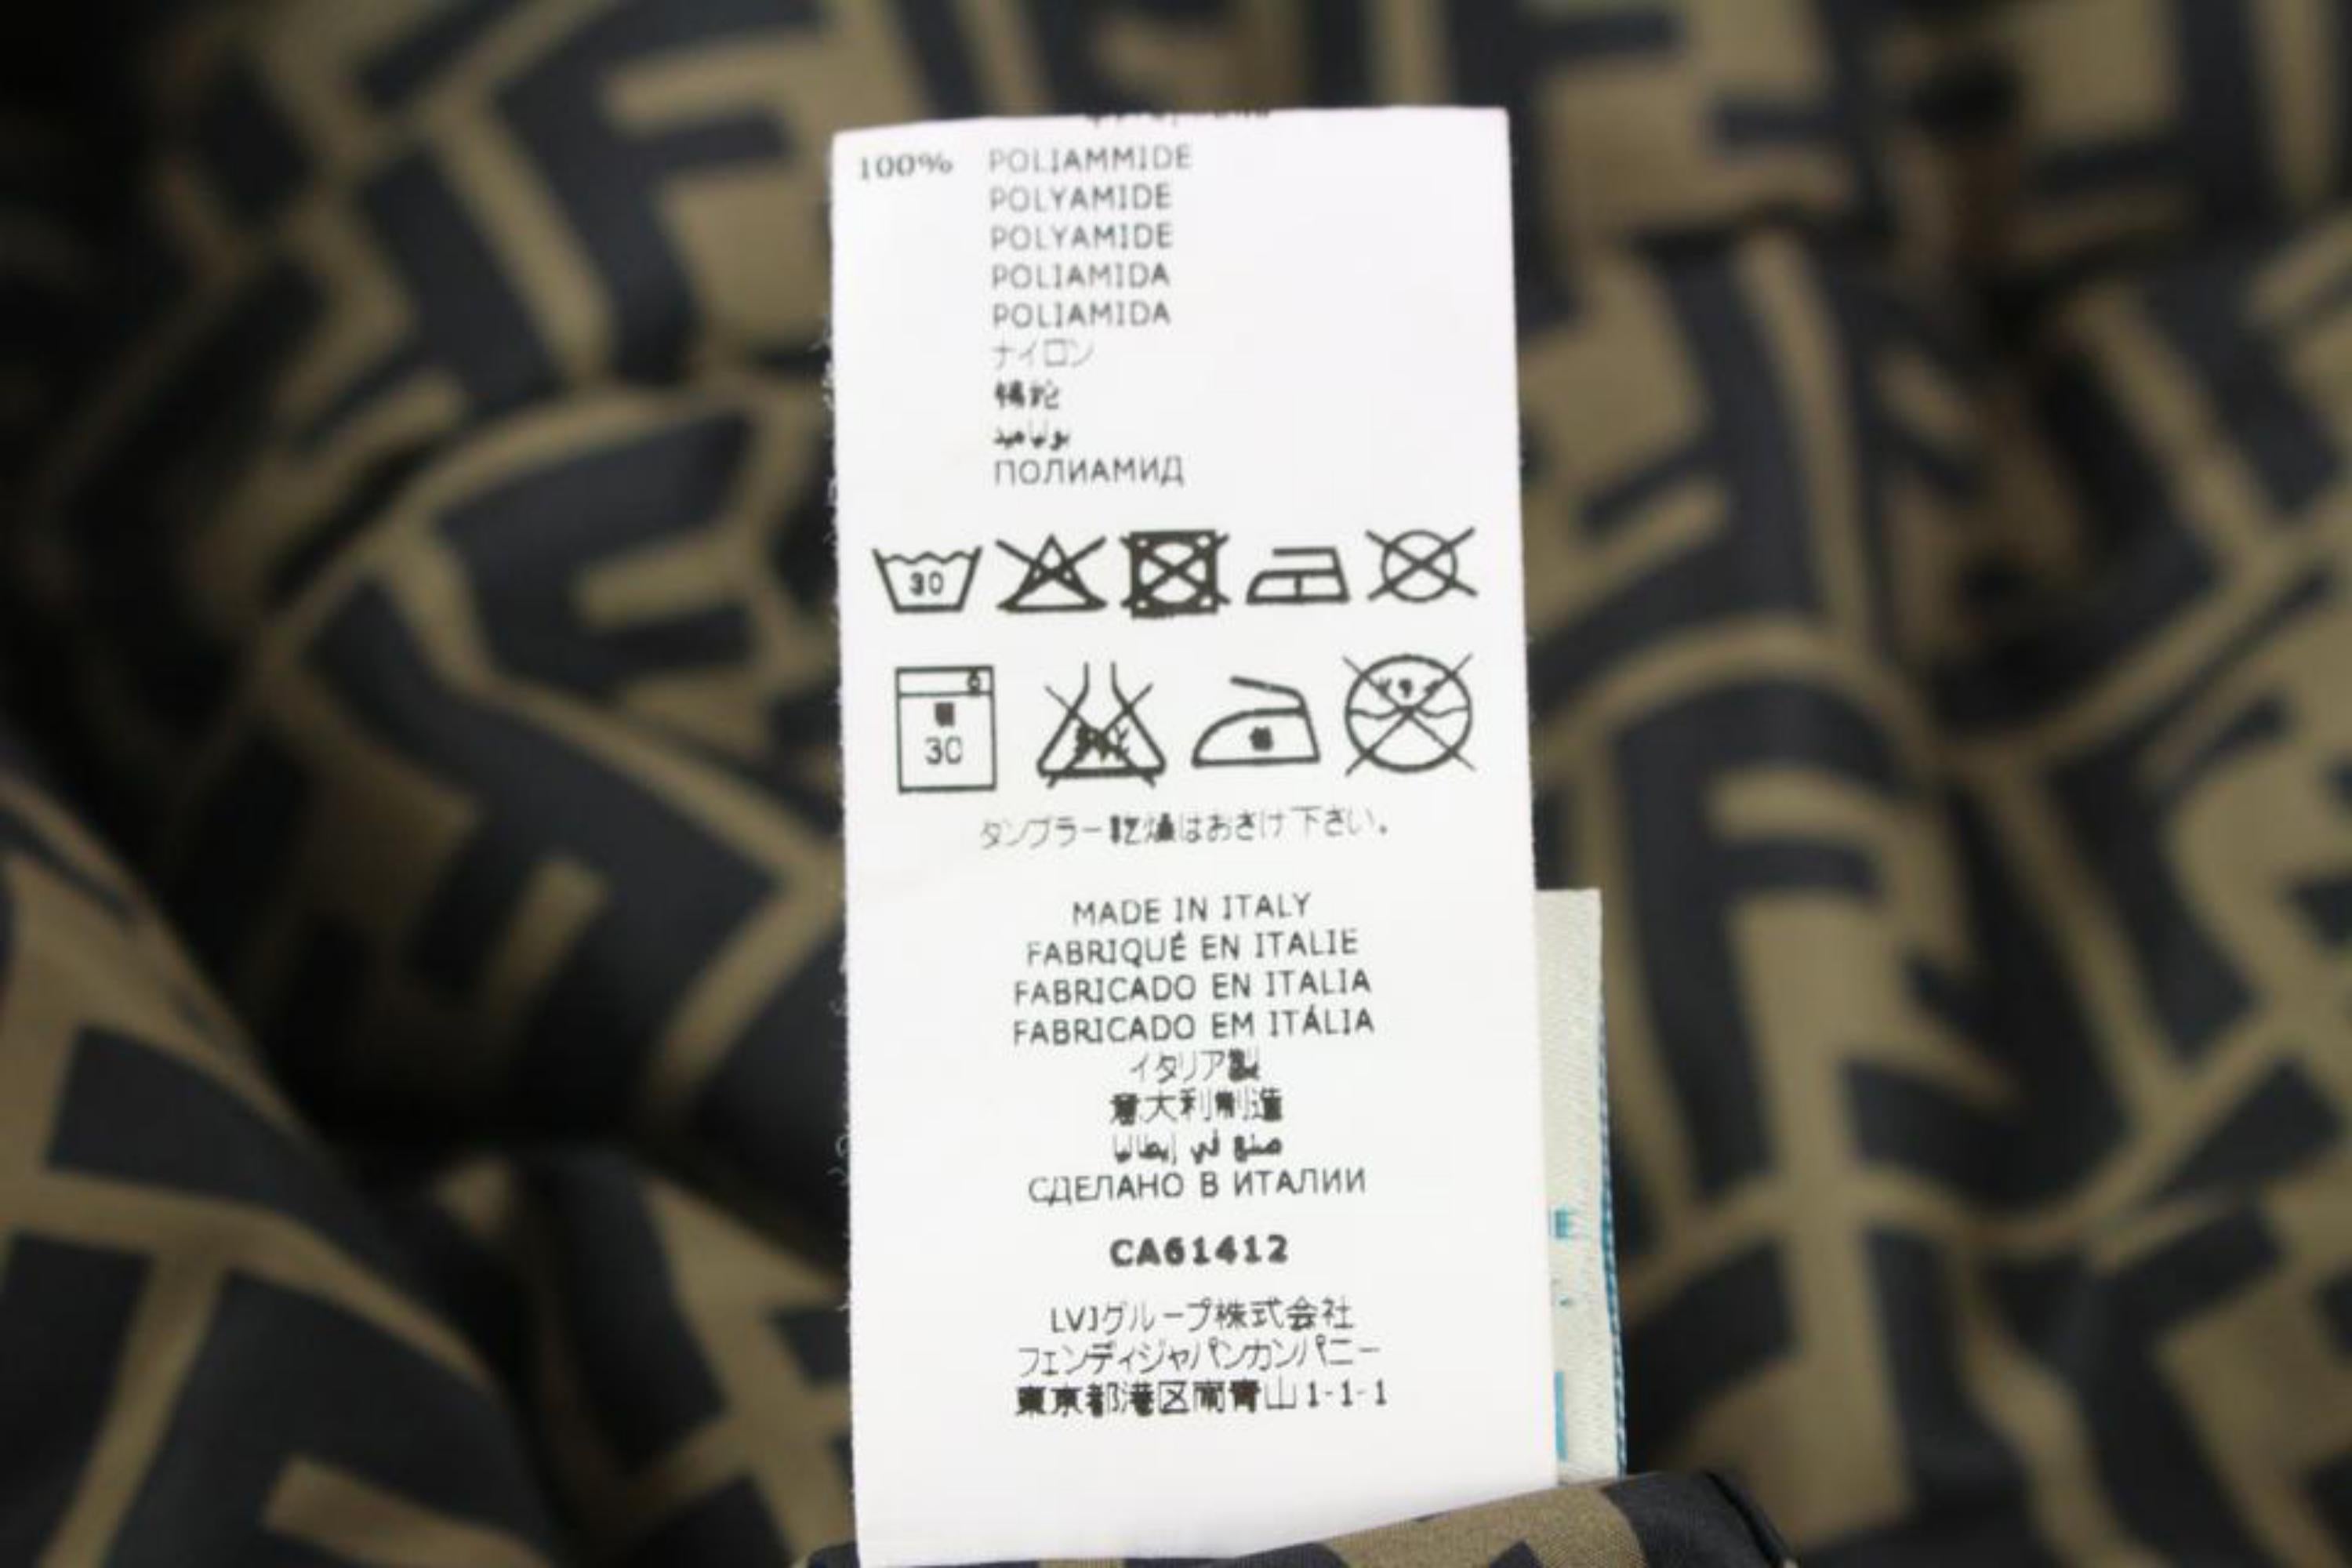 100% POLIAMMIDE
POLYAMIDE
POLYAMIDE
POLIAMIDA
POLIAMIDA
ナイロン
بولياميد
ПОЛИАМИД
30
30
タンブラー乾燥はおさけ下さい。
MADE IN ITALY
FABRIQUÉ EN ITALIE
FABRICADO EN ITALIA
FABRICADO EM ITÁLIA
イタリア製
意大利制造
صنع في إيطاليا
СДЕЛАНО В ИТАЛИИ
CA61412
LVJグループ株式会社
フェンディジャパンカンパニー
東京都港区南青山1-1-1